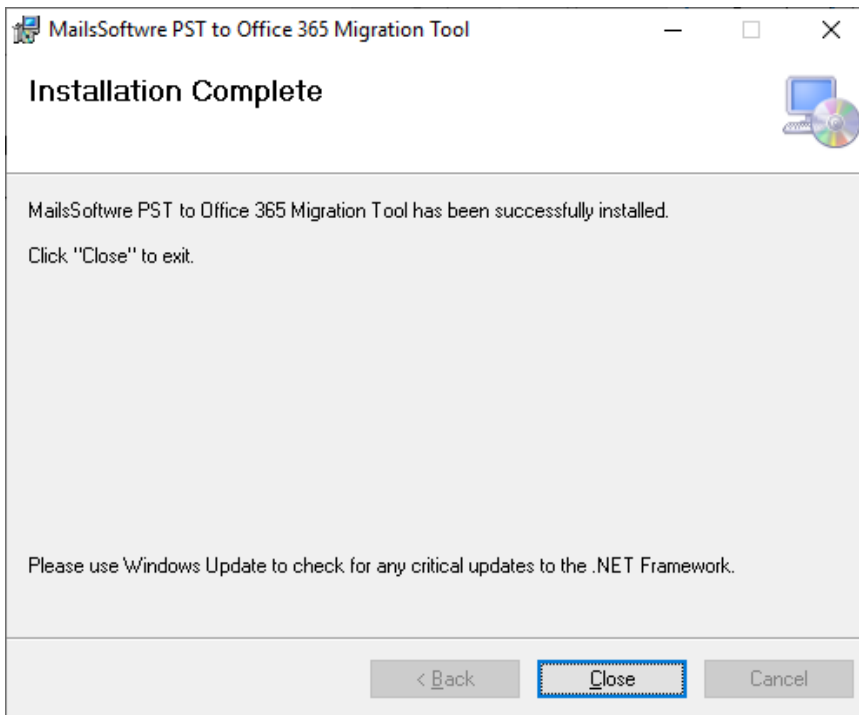 MailsSoftwre PST to Office 365 Migration Tool
Installation Complete
MailsSoftwre PST to Office 365 Migration Tool has been successfully installed.
Click "Close" to exit.
Please use Windows Update to check for any critical updates to the .NET Framework.
< Back
Close
Cancel